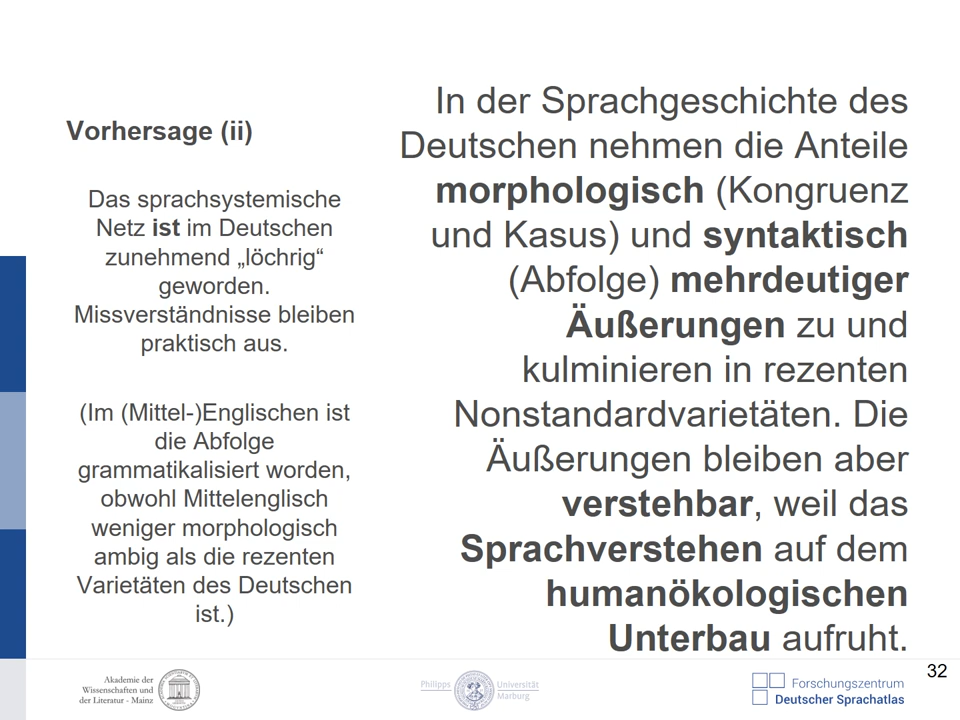 Vorhersage (ii)
Das sprachsystemische
Netz ist im Deutschen
zunehmend „löchrig“
geworden.
Missverständnisse bleiben
praktisch aus.
(Im (Mittel-)Englischen ist
die Abfolge
grammatikalisiert worden,
obwohl Mittelenglisch
weniger morphologisch
ambig als die rezenten
Varietäten des Deutschen
ist.)
In der Sprachgeschichte des
Deutschen nehmen die Anteile
morphologisch (Kongruenz
und Kasus) und syntaktisch
(Abfolge) mehrdeutiger
Äußerungen zu und
kulminieren in rezenten
Nonstandardvarietäten. Die
Äußerungen bleiben aber
verstehbar, weil das
Sprachverstehen auf dem
humanökologischen
Unterbau aufruht.
Akademie der
Wissenschaften und
der Literatur - Mainz
Philipps Universität
Marburg
Forschungszentrum
Deutscher Sprachatlas
32